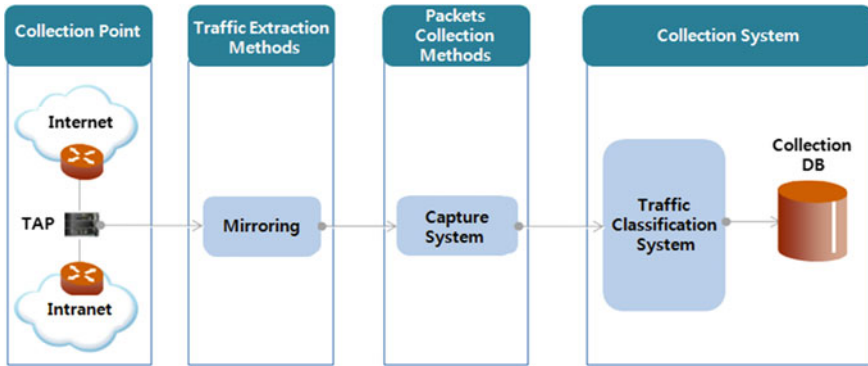 Collection Point
Traffic Extraction
Methods
Packets
Collection
Methods
Collection System
Internet
TAP
Intranet
Mirroring
Capture
System
Traffic
Classification
System
Collection
DB